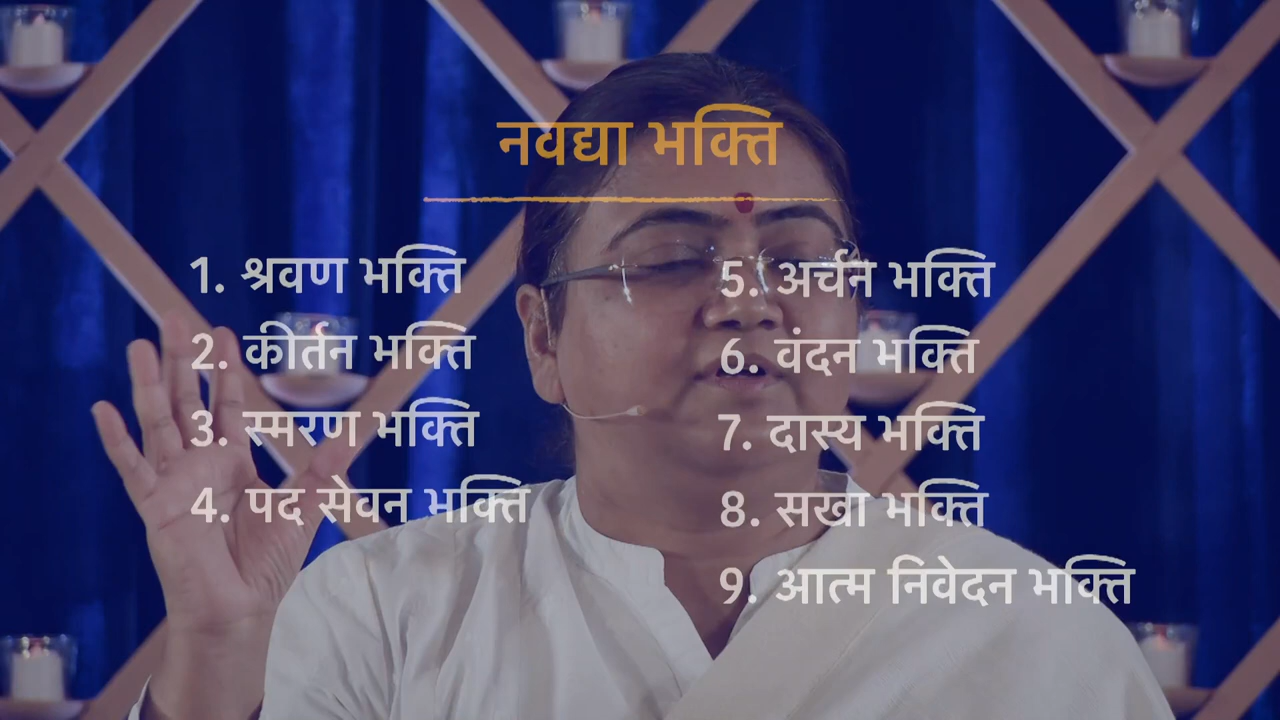 नवद्या भक्ति
1. श्रवण भक्ति
2. कीर्तन भक्ति
3. स्मरण भक्ति
4. पद सेवन भक्ति
5. अर्चन भक्ति
6. वंदन भक्ति
7. दास्य भक्ति
8. सखा भक्ति
9. आत्म निवेदन भक्ति